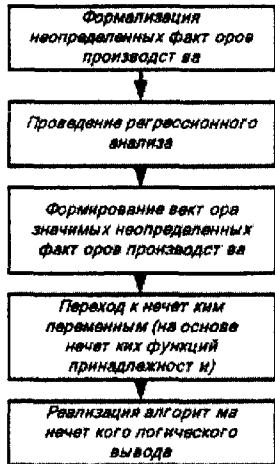 Формализация
неопределенных факт оров
производст ва
Проведение регрессионного
анализа
Формирование вект ора
значимых неопределенных
факт оров производст ва
Переход к нечет ким
переменным (на основе
нечет ких функций
принадлежност и)
Реализация алгорит ма
нечет кого логического
вывода